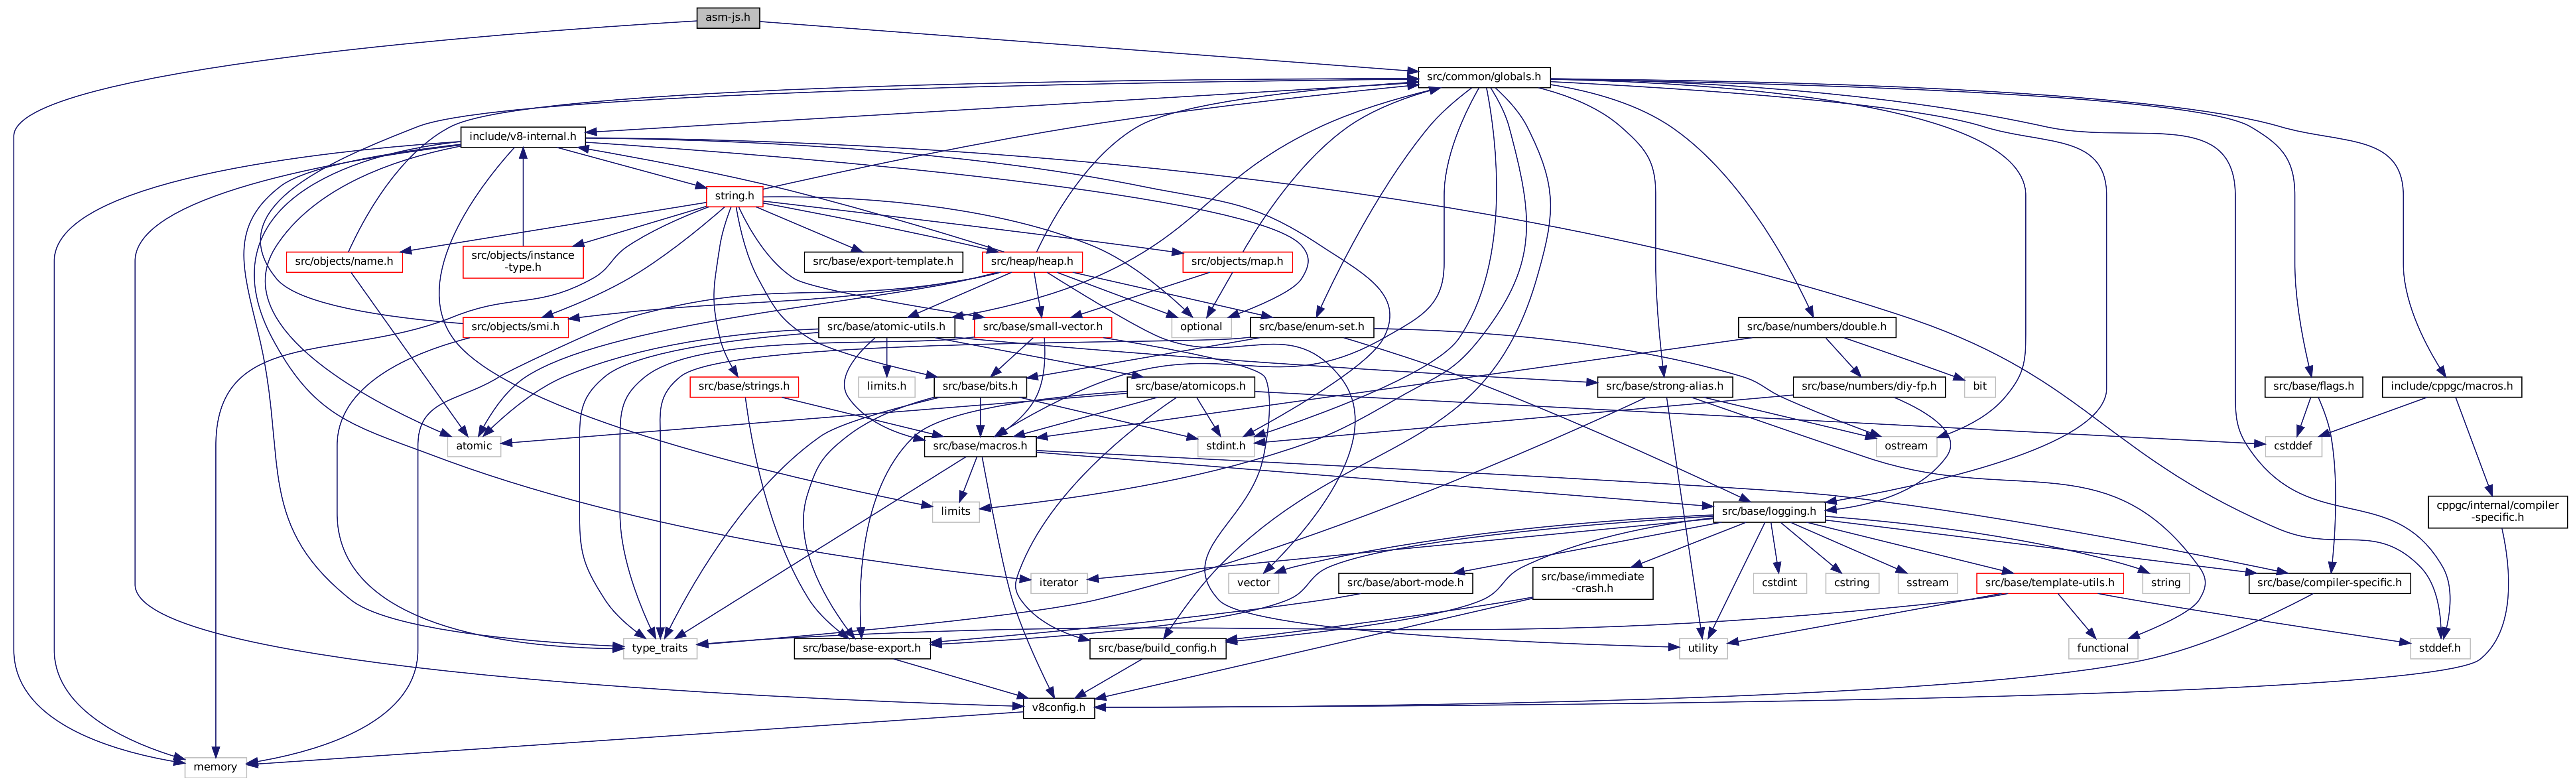 asm-js.h
src/common/globals.h
include/v8-internal.h
string.h
src/objects/name.h
src/objects/instance
-type.h
src/base/export-template.h
src/heap/heap.h
src/objects/map.h
src/objects/smi.h
src/base/atomic-utils.h
src/base/small-vector.h
optional
src/base/enum-set.h
src/base/numbers/double.h
src/base/strings.h
limits.h
src/base/bits.h
src/base/atomicops.h
src/base/strong-alias.h
src/base/numbers/diy-fp.h
bit
src/base/flags.h
include/cppgc/macros.h
atomic
src/base/macros.h
stdint.h
ostream
cstddef
limits
src/base/logging.h
cppgc/internal/compiler
-specific.h
iterator
vector
src/base/abort-mode.h
src/base/immediate
-crash.h
cstdint
cstring
sstream
src/base/template-utils.h
string
src/base/compiler-specific.h
type_traits
src/base/base-export.h
src/base/build_config.h
utility
functional
stddef.h
v8config.h
memory